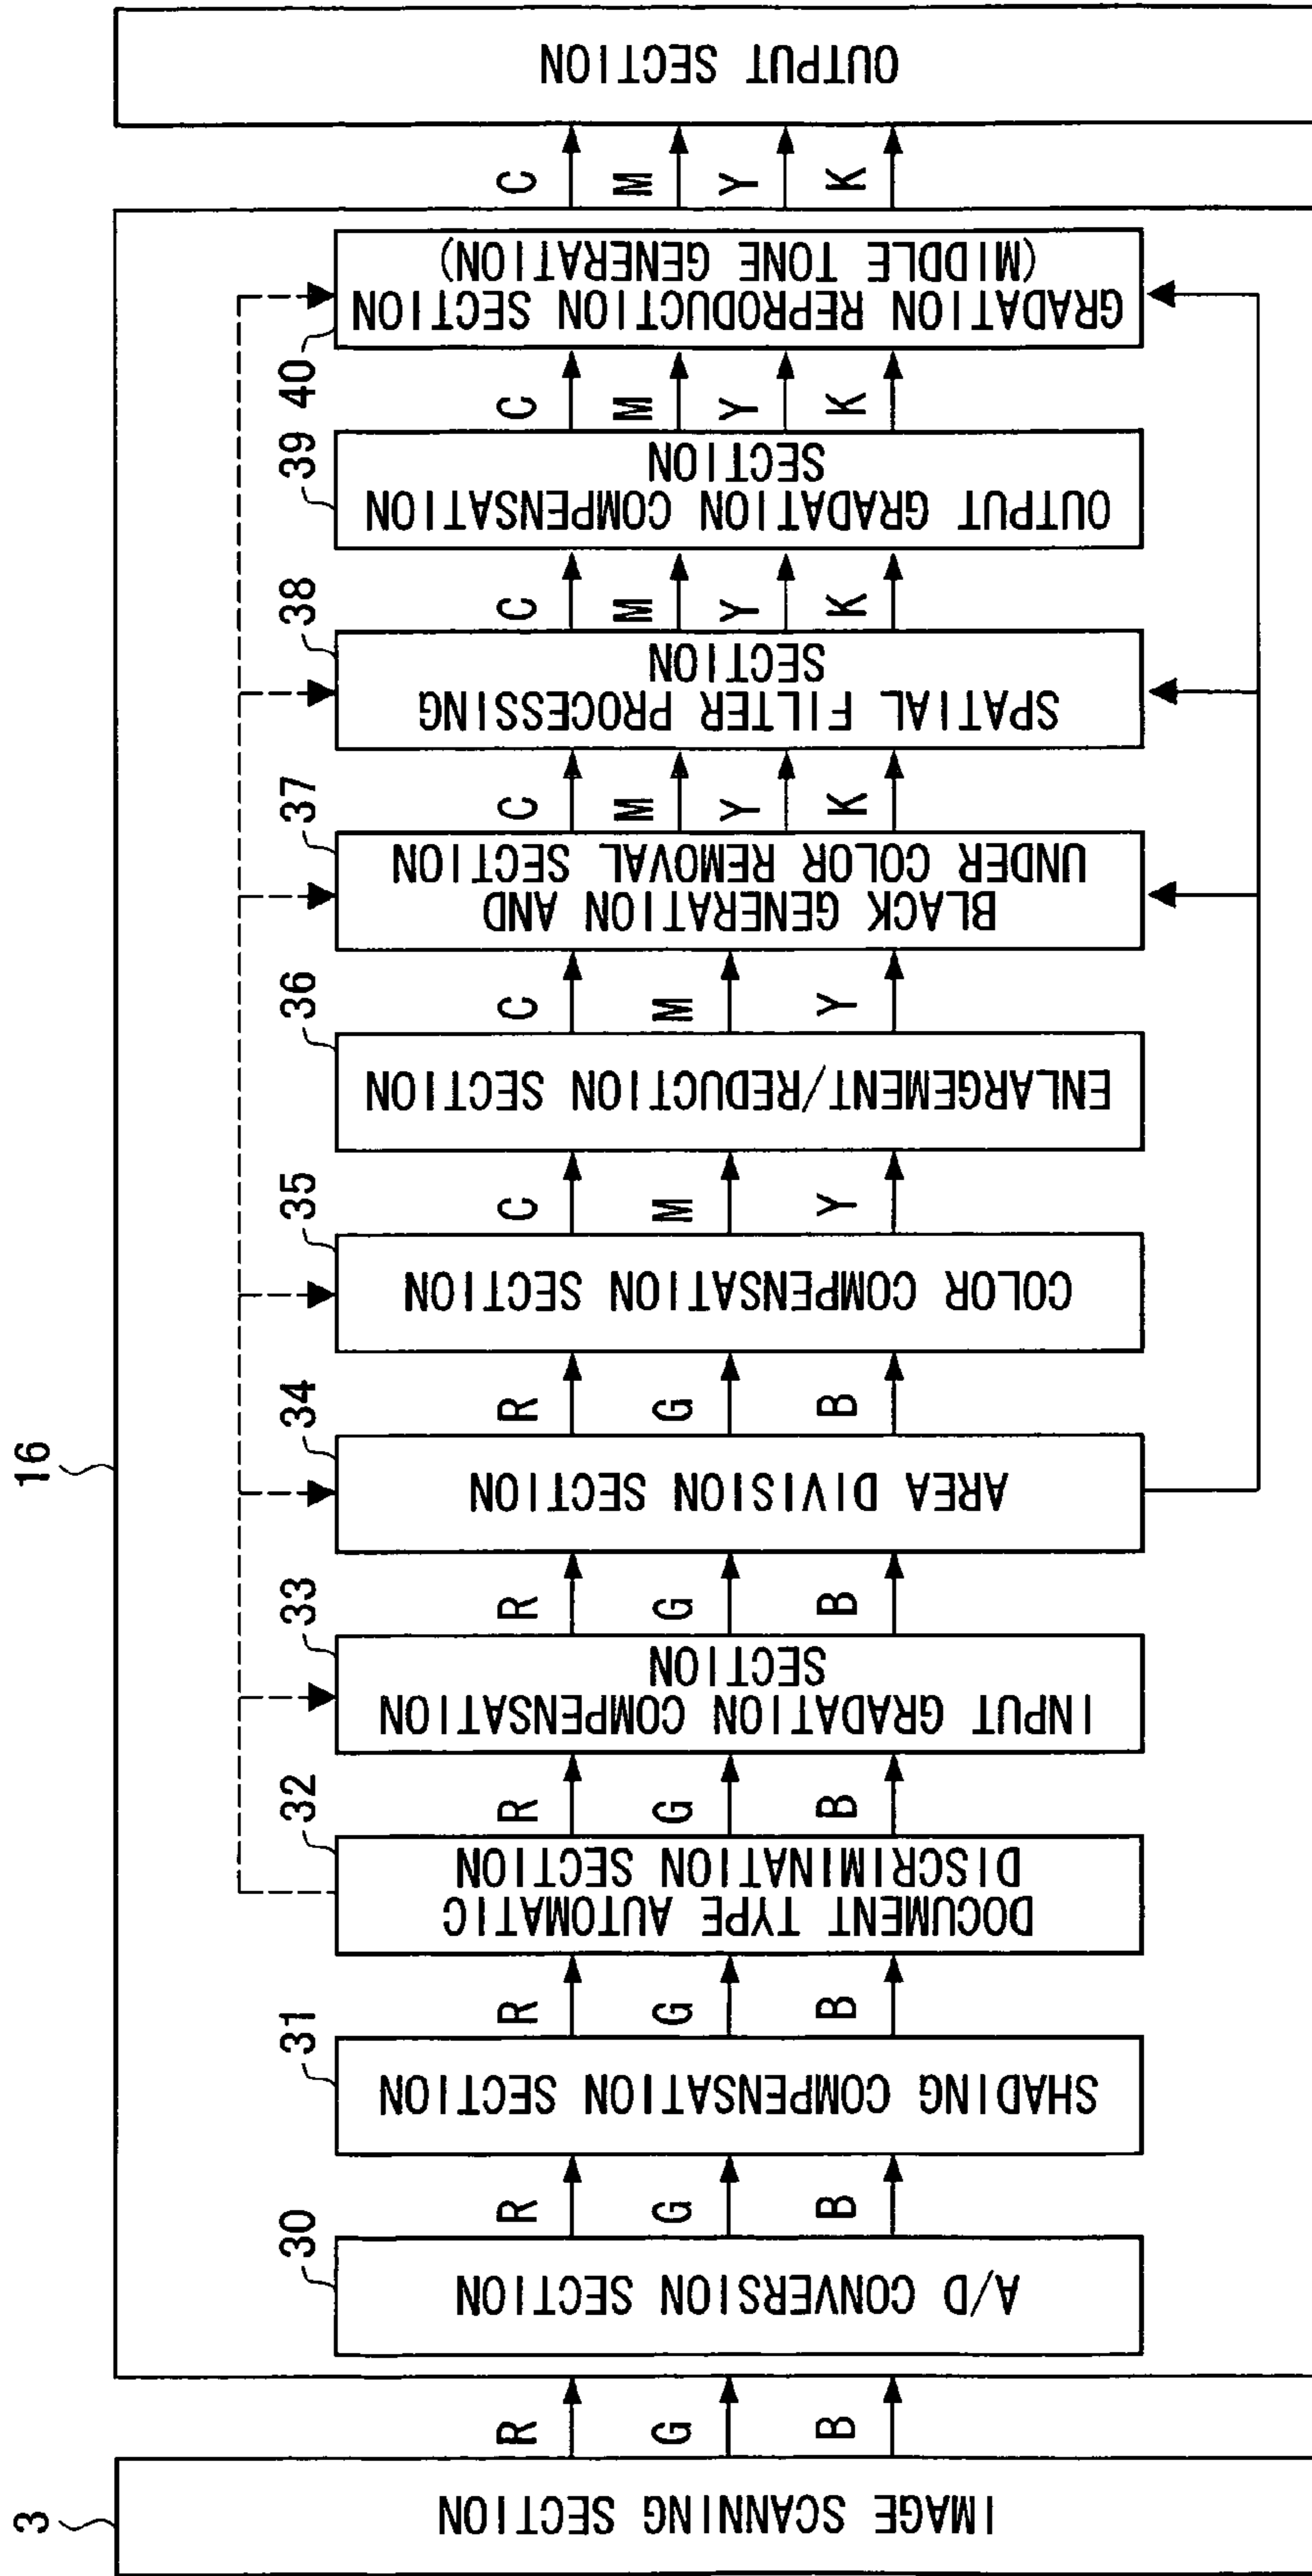 16
3
IMAGE SCANNING SECTION
R
G
B
30
A/D CONVERSION SECTION
R
G
B
31
SHADING COMPENSATION SECTION
R
G
B
32
DOCUMENT TYPE AUTOMATIC
DISCRIMINATION SECTION
R
G
B
33
INPUT GRADATION COMPENSATION
SECTION
R
G
B
34
AREA DIVISION SECTION
R
G
B
35
COLOR COMPENSATION SECTION
C
M
Y
36
ENLARGEMENT/REDUCTION SECTION
C
M
Y
37
BLACK GENERATION AND
UNDER COLOR REMOVAL SECTION
C
M
Y
K
38
SPATIAL FILTER PROCESSING
SECTION
C
M
Y
K
39
OUTPUT GRADATION COMPENSATION
SECTION
C
M
Y
K
40
GRADATION REPRODUCTION SECTION
(MIDDLE TONE GENERATION)
C
M
Y
K
OUTPUT SECTION